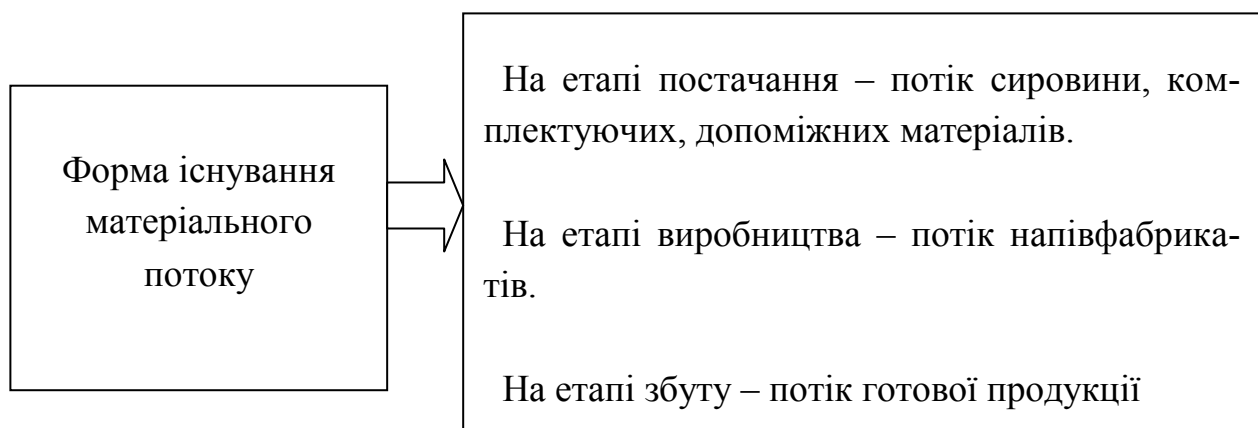 Форма існування
матеріального
потоку
На етапі постачання – потік сировини, ком-
плектуючих, допоміжних матеріалів.
На етапі виробництва – потік напівфабрика-
тів.
На етапі збуту – потік готової продукції